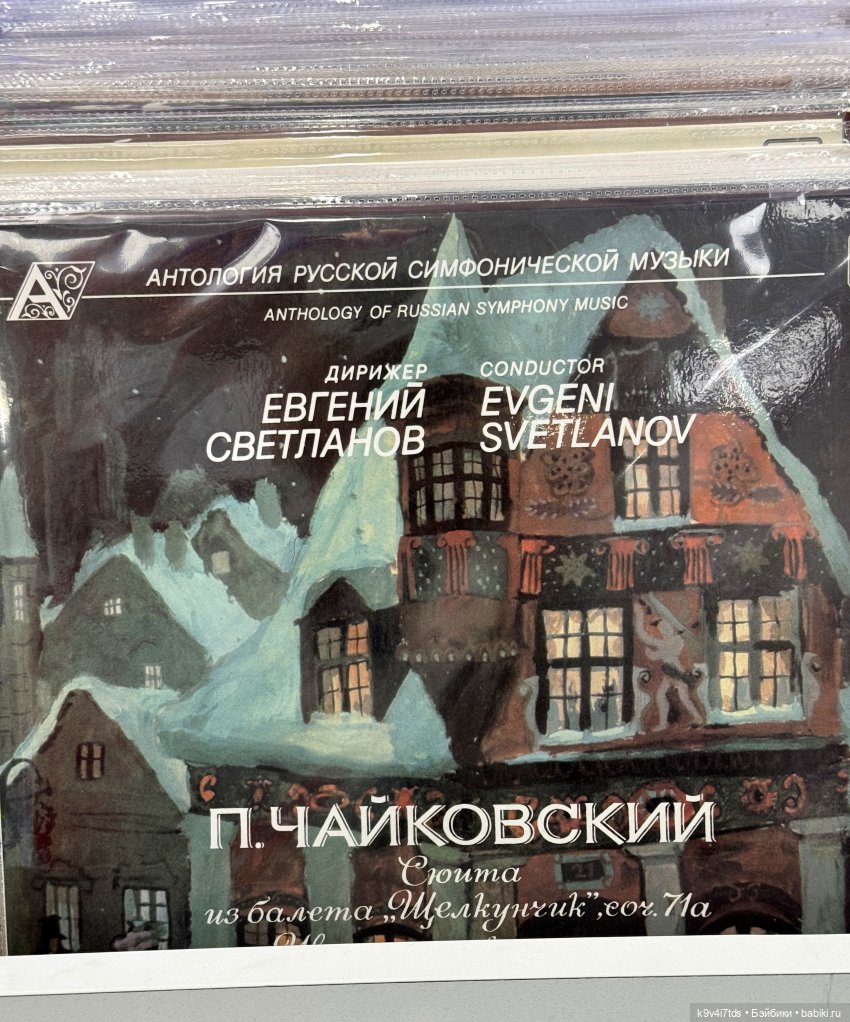 А
АНТОЛОГИЯ РУССКОЙ СИМФОНИЧЕСКОЙ МУЗЫКИ
ANTHOLOGY OF RUSSIAN SYMPHONY MUSIC
ДИРИЖЕР
ЕВГЕНИЙ
СВЕТЛАНОВ
CONDUCTOR
EVGENI
SVETLANOV
П. ЧАЙКОВСКИЙ
Сюита
из балета „Щелкунчик”, соч. 71а
k9v4i7tds • Бэйбики • babiki.ru